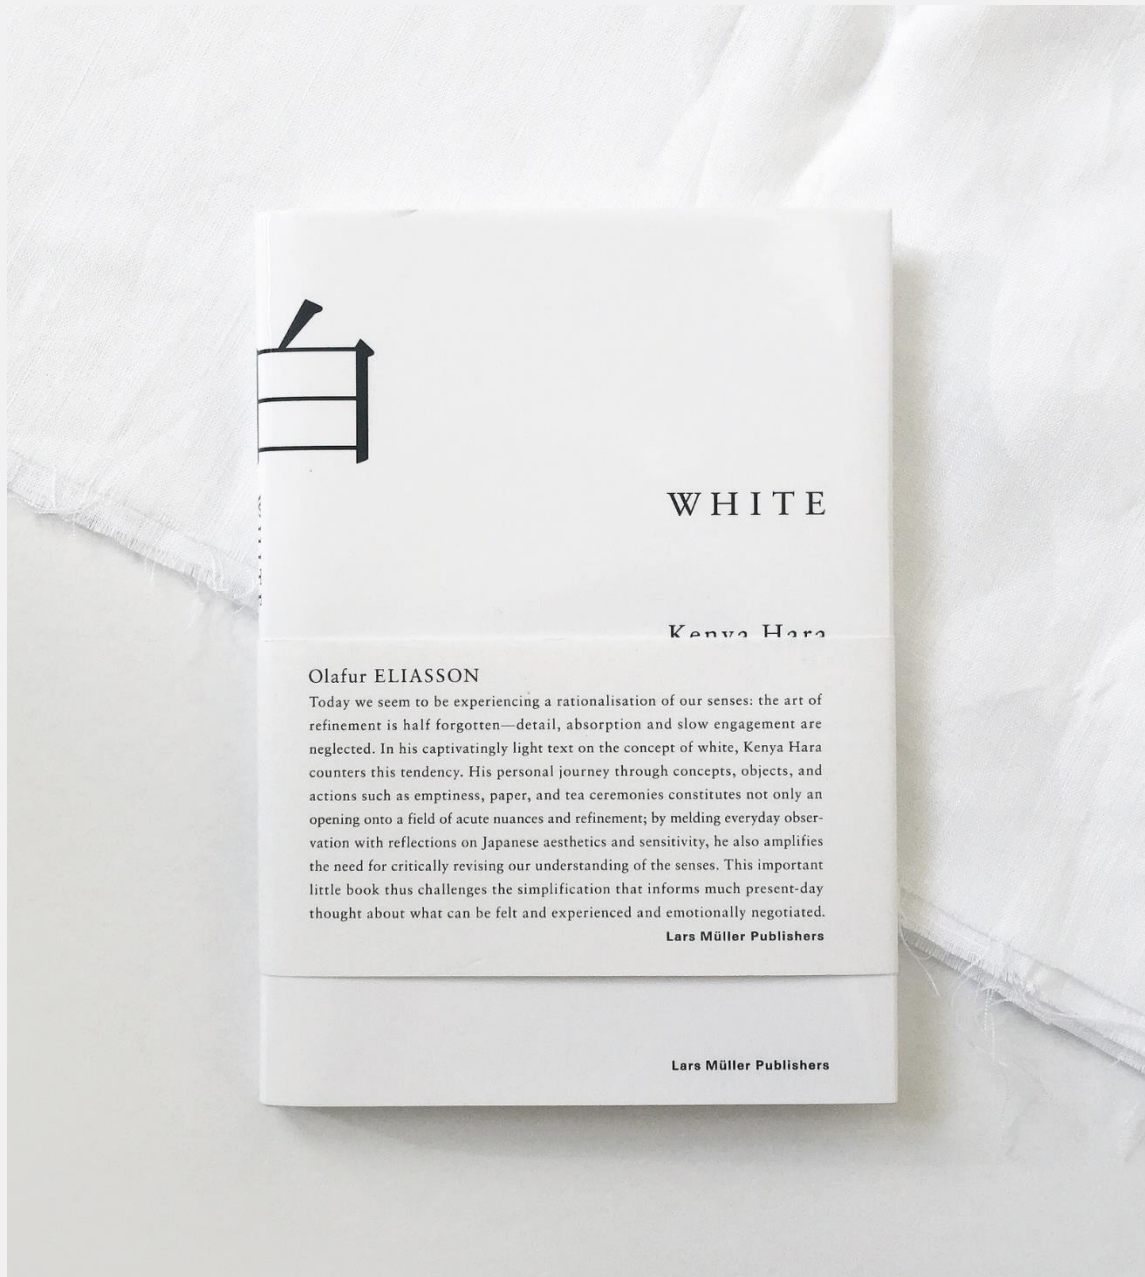 白
WHITE
Kenya Hara
Olafur ELIASSON
Today we seem to be experiencing a rationalisation of our senses: the art of
refinement is half forgotten—detail, absorption and slow engagement are
neglected. In his captivatingly light text on the concept of white, Kenya Hara
counters this tendency. His personal journey through concepts, objects, and
actions such as emptiness, paper, and tea ceremonies constitutes not only an
opening onto a field of acute nuances and refinement; by melding everyday obser-
vation with reflections on Japanese aesthetics and sensitivity, he also amplifies
the need for critically revising our understanding of the senses. This important
little book thus challenges the simplification that informs much present-day
thought about what can be felt and experienced and emotionally negotiated.
Lars Müller Publishers
Lars Müller Publishers